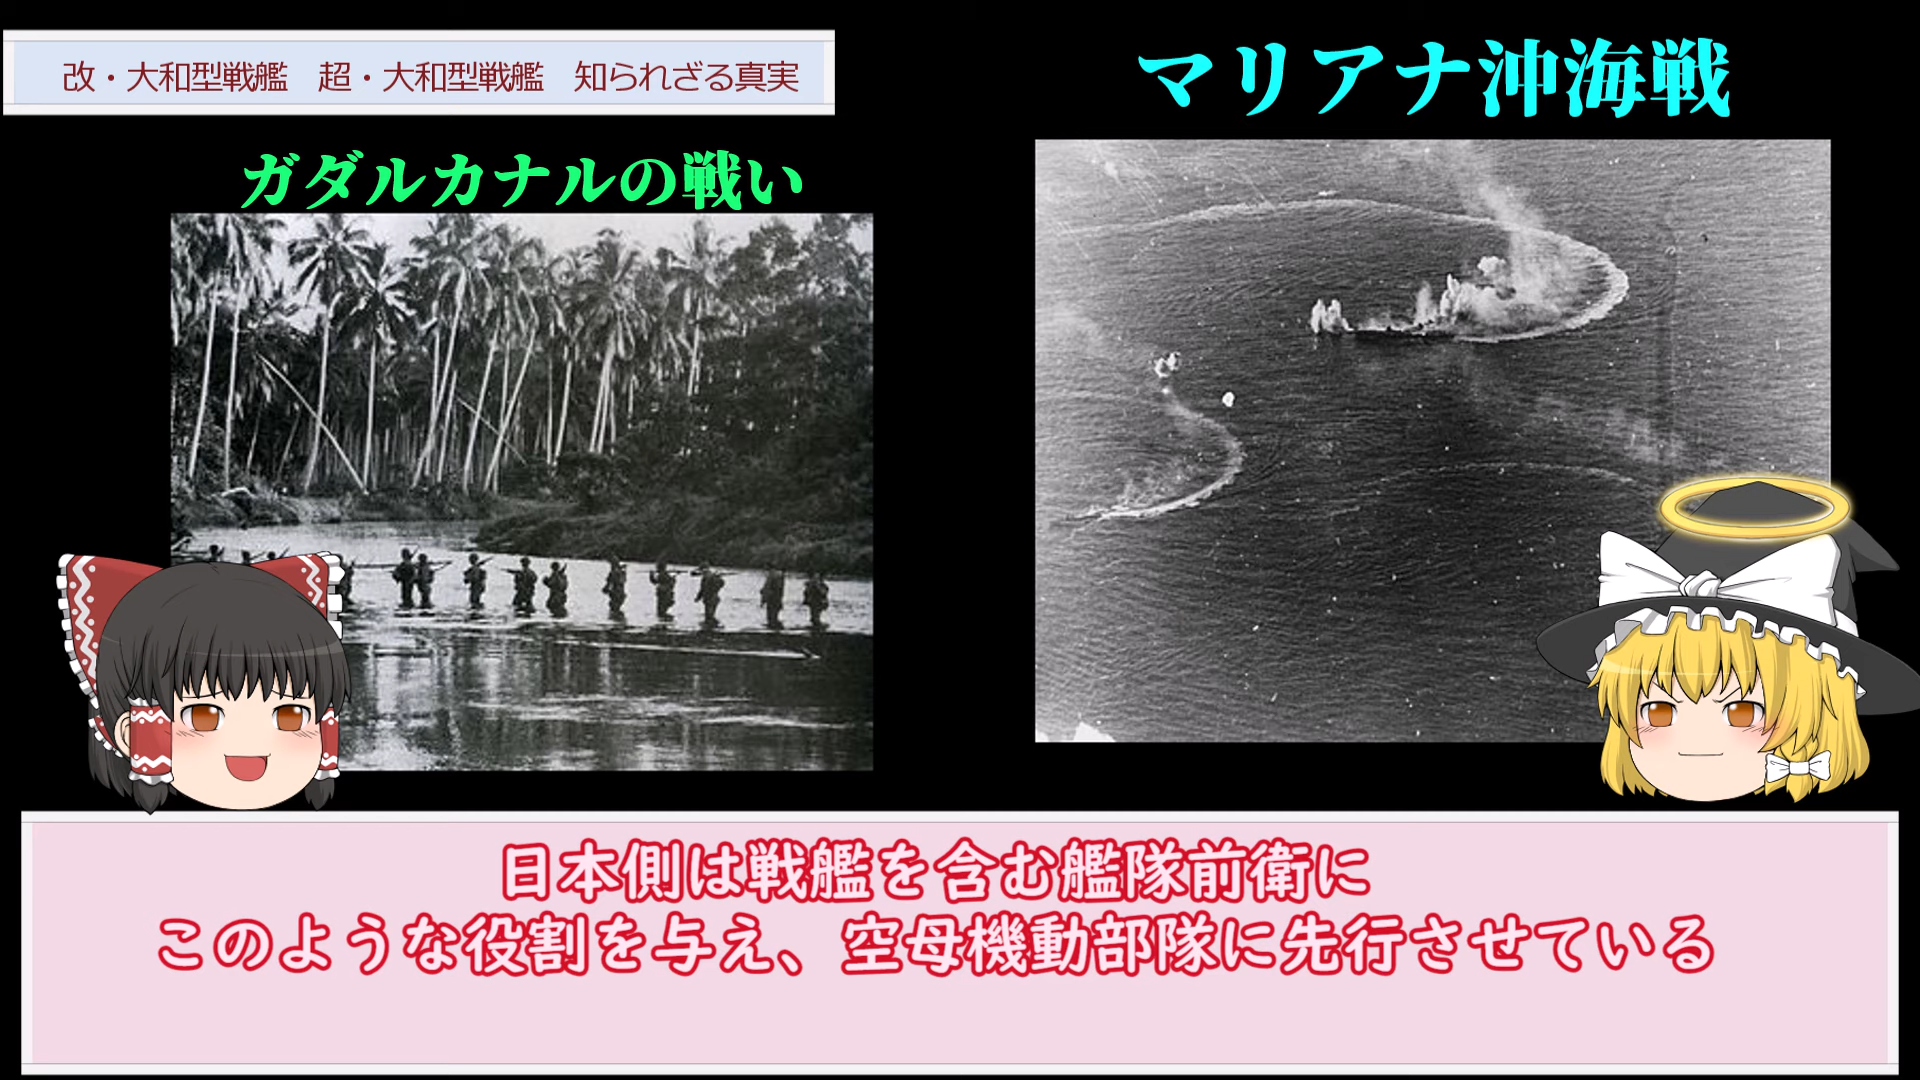 改・大和型戦艦　超・大和型戦艦　知られざる真実
マリアナ沖海戦
ガダルカナルの戦い
日本側は戦艦を含む艦隊前衛に
このような役割を与え、空母機動部隊に先行させている